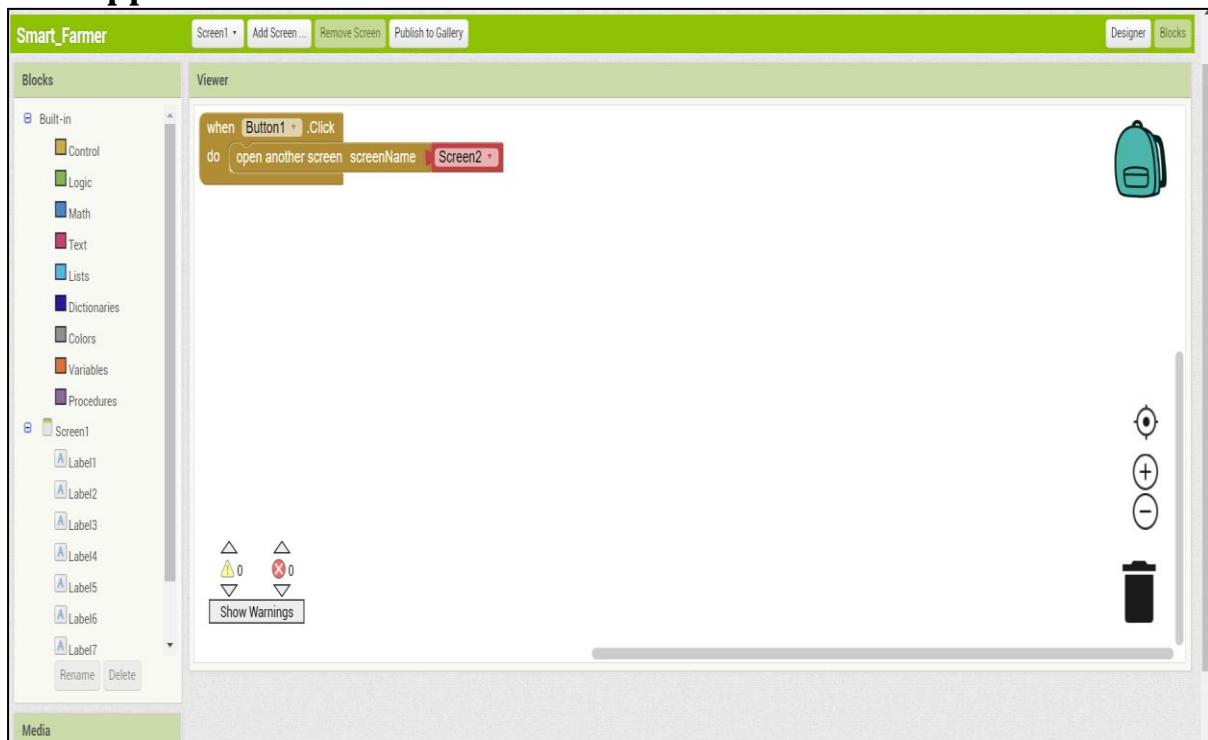 Smart_Farmer
Screen1 Add Screen ... Remove Screen Publish to Gallery
Designer Blocks
Blocks
Viewer
Built-in
Control
Logic
Math
Text
Lists
Dictionaries
Colors
Variables
Procedures
Screen1
A Label1
A Label2
A Label3
A Label4
A Label5
A Label6
A Label7
Rename Delete
Media
when Button1 .Click
do open another screen screenName Screen2
0 0
Show Warnings